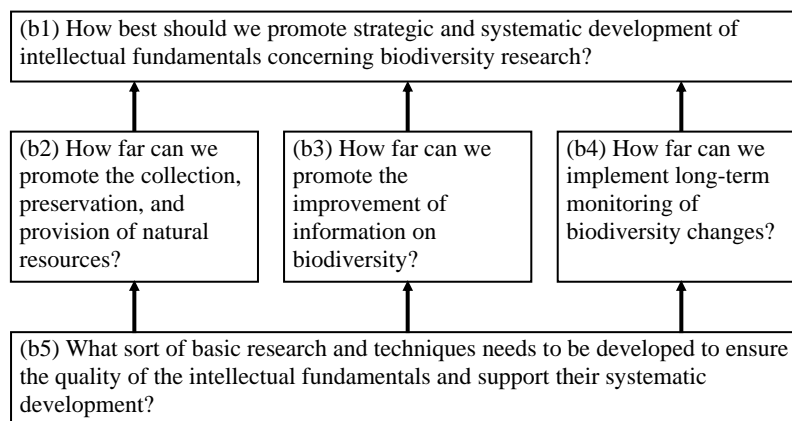 (b1) How best should we promote strategic and systematic development of
intellectual fundamentals concerning biodiversity research?
(b2) How far can we
promote the collection,
preservation, and
provision of natural
resources?
(b3) How far can we
promote the
improvement of
information on
biodiversity?
(b4) How far can we
implement long-term
monitoring of
biodiversity changes?
(b5) What sort of basic research and techniques needs to be developed to ensure
the quality of the intellectual fundamentals and support their systematic
development?